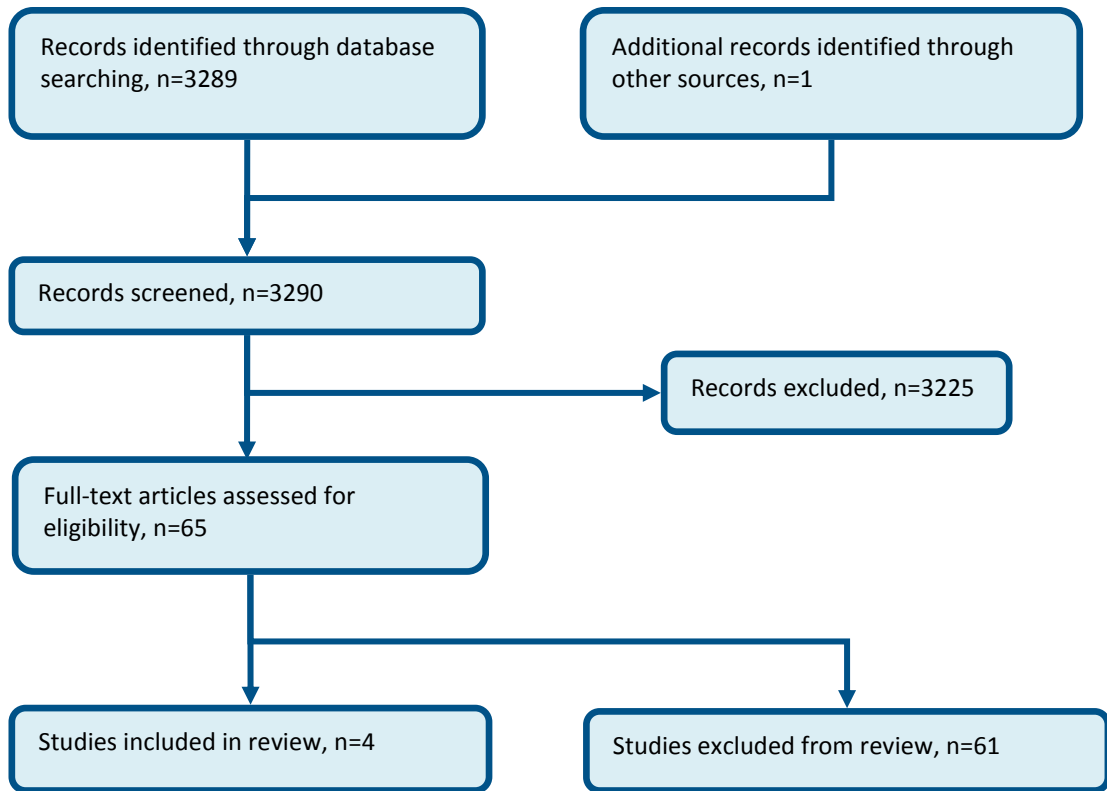 Records identified through database
searching, n=3289
Additional records identified through
other sources, n=1
Records screened, n=3290
Records excluded, n=3225
Full-text articles assessed for
eligibility, n=65
Studies included in review, n=4
Studies excluded from review, n=61